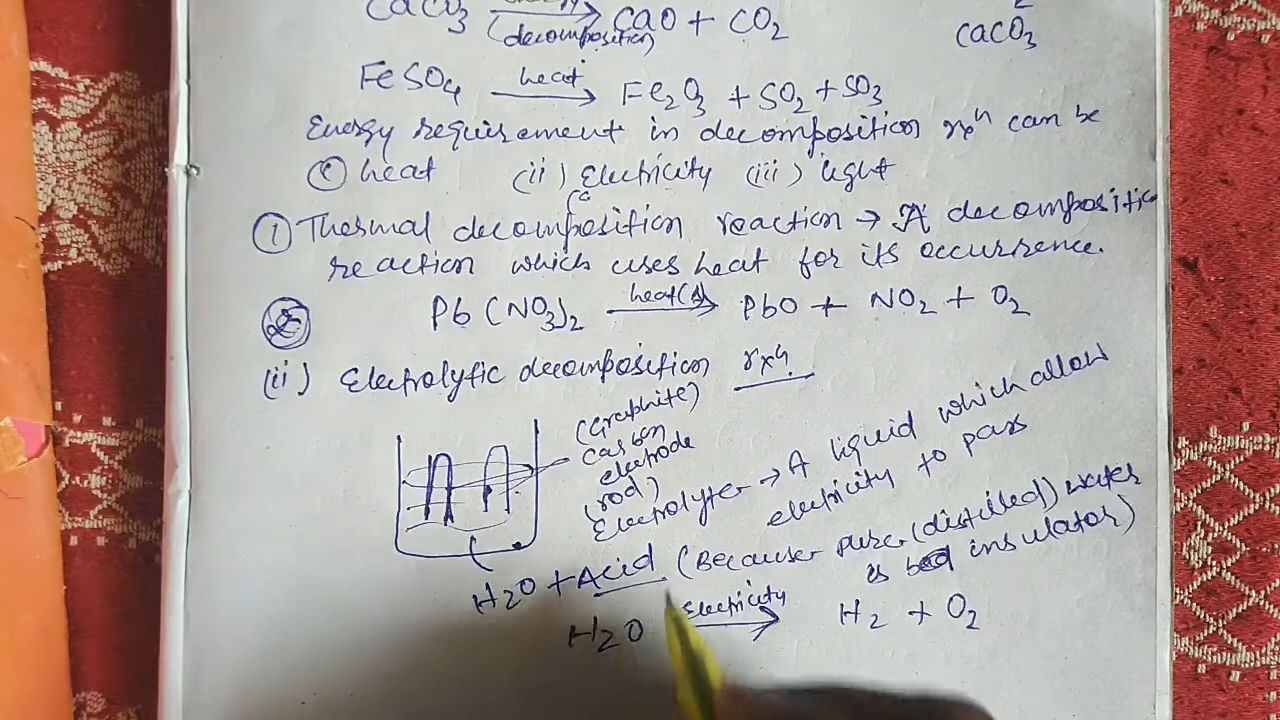 CaCO3 → CaO + CO2
(decomposition)
CaCO3
FeSO4 heat → Fe2O3 + SO2 + SO3
Energy requirement in decomposition rxn can be
(i) heat (ii) Electricity (iii) light
① Thermal decomposition reaction → A decomposition
reaction which uses heat for its occurrence.
Pb(NO3)2 heat(Δ) → PbO + NO2 + O2
(ii) Electrolytic decomposition rxn.
(Graphite)
Carbon
electrode
(rod)
Electrolyte → A liquid which allow
electricity to pass
H2O + Acid (Because pure (distilled) water
is insulator)
H2O Electricity → H2 + O2